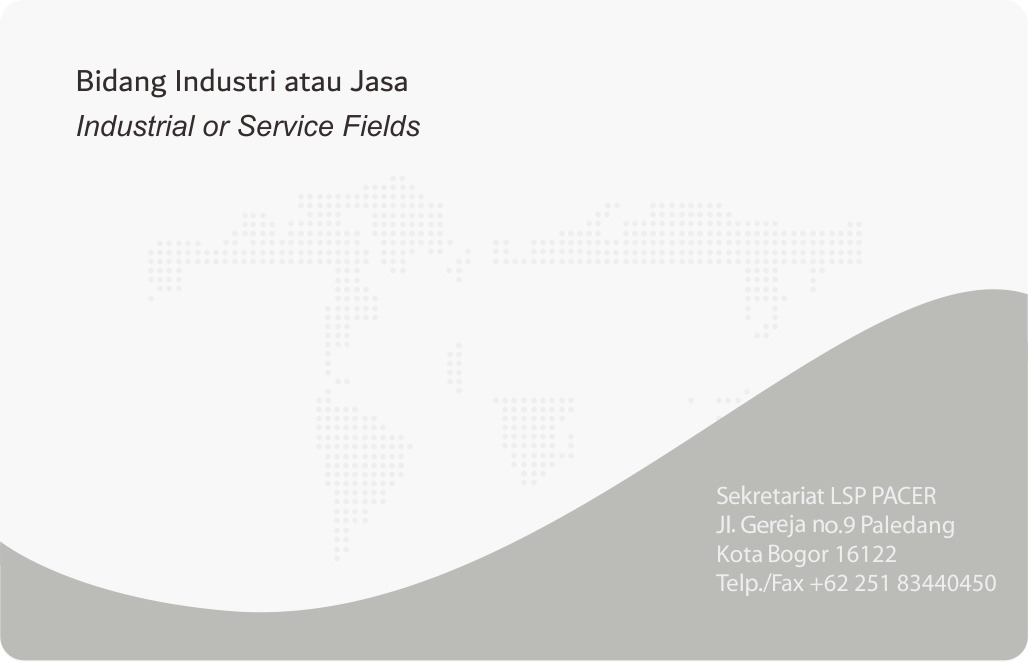 Bidang Industri atau Jasa
Industrial or Service Fields
Sekretariat LSP PACER
Jl. Gereja no.9 Paledang
Kota Bogor 16122
Telp./Fax +62 251 83440450